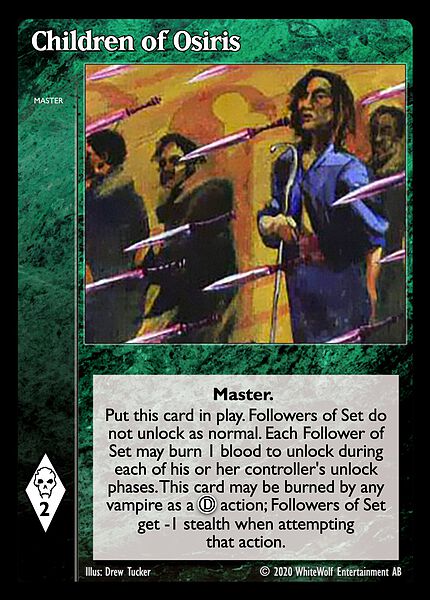 Children of Osiris
MASTER
Master.
Put this card in play. Followers of Set do
not unlock as normal. Each Follower of
Set may burn 1 blood to unlock during
each of his or her controller's unlock
phases. This card may be burned by any
vampire as a Ⓓ action; Followers of Set
get -1 stealth when attempting
that action.
2
Illus: Drew Tucker
© 2020 WhiteWolf Entertainment AB